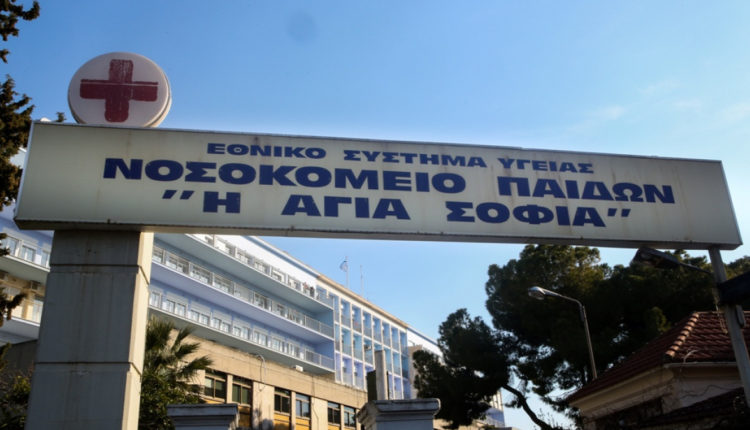 ΕΘΝΙΚΟ ΣΥΣΤΗΜΑ ΥΓΕΙΑΣ
ΝΟΣΟΚΟΜΕΙΟ ΠΑΙΔΩΝ
"Η ΑΓΙΑ ΣΟΦΙΑ"